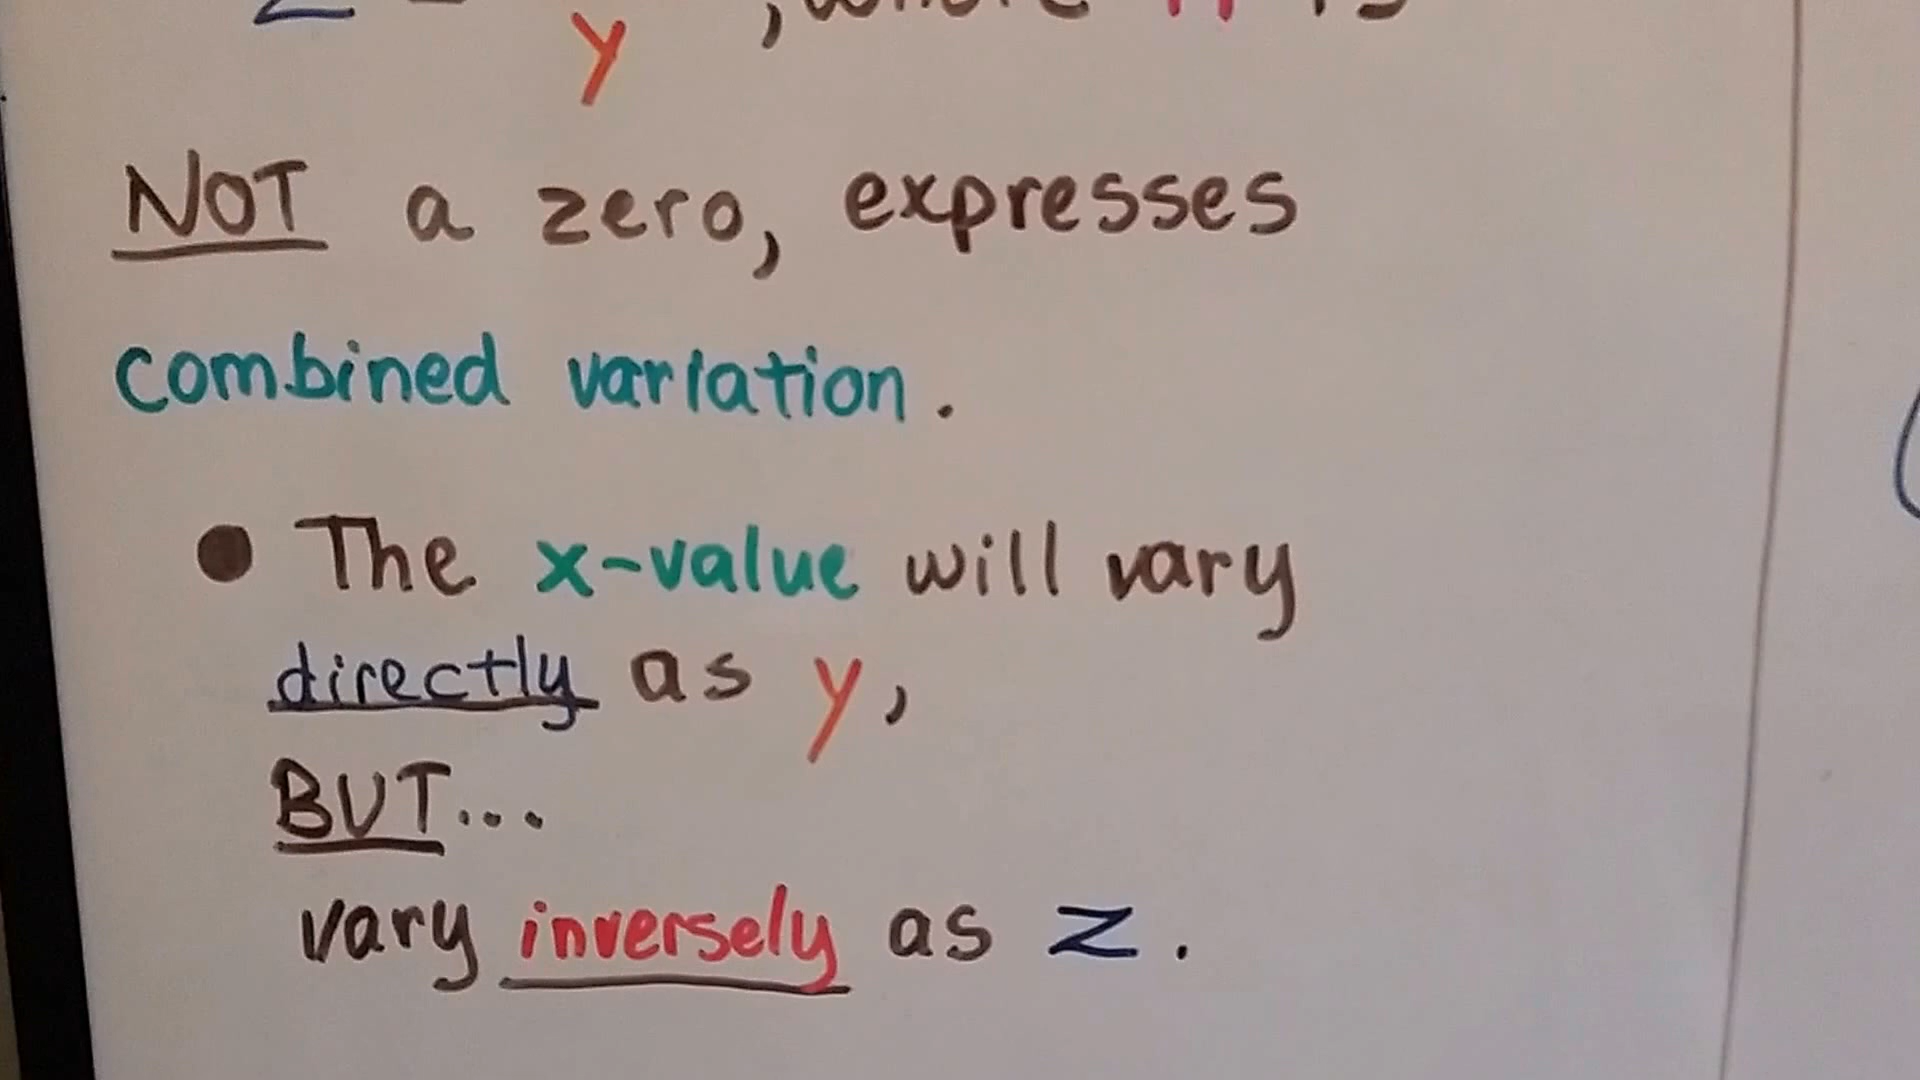 y
NOT a zero, expresses
combined variation.
● The x-value will vary
directly as y,
BUT...
vary inversely as z.